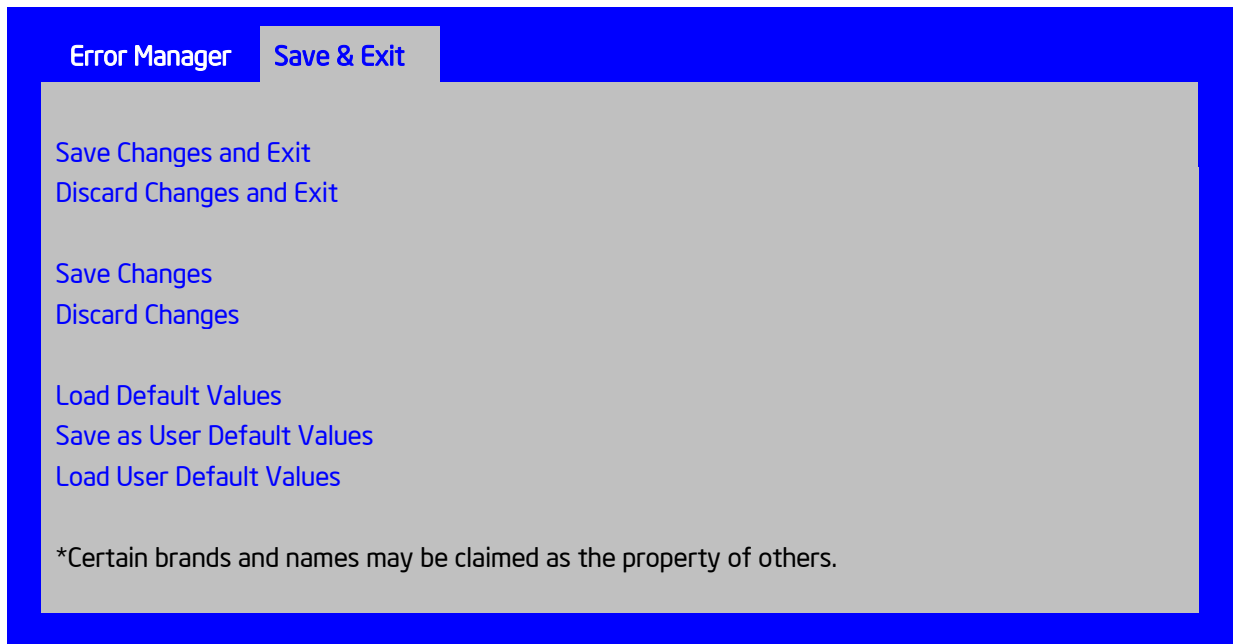 Error Manager Save & Exit
Save Changes and Exit
Discard Changes and Exit
Save Changes
Discard Changes
Load Default Values
Save as User Default Values
Load User Default Values
*Certain brands and names may be claimed as the property of others.